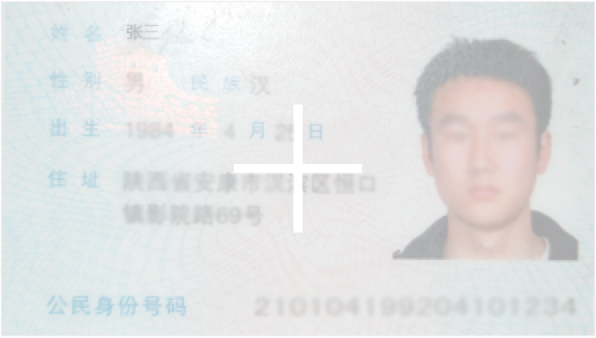 姓名 张三
性别 男 民族 汉
出生 1984 年 4 月 25 日
住址 陕西省安康市汉滨区恒口
镇影院路69号
公民身份号码 210104199204101234